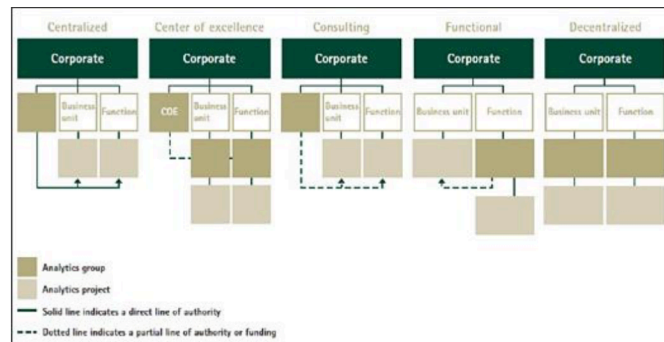 Centralized
Center of excellence
Consulting
Functional
Decentralized
Corporate
Corporate
Corporate
Corporate
Corporate
Business
unit
Function
COE
Business
unit
Function
Business
unit
Function
Business unit
Function
Business unit
Function
Analytics group
Analytics project
Solid line indicates a direct line of authority
Dotted line indicates a partial line of authority or funding